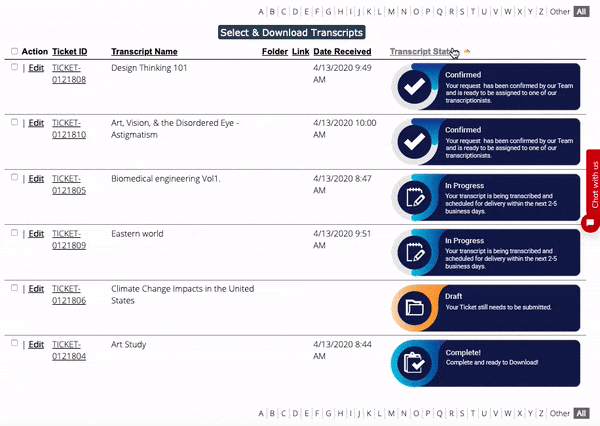 A B C D E F G H I J K L M N O P Q R S T U V W X Y Z Other All
Select & Download Transcripts
Action Ticket ID Transcript Name Folder Link Date Received Transcript Status
| Edit TICKET-0121808 Design Thinking 101 4/13/2020 9:49 AM
Confirmed
Your request has been confirmed by our Team
and is ready to be assigned to one of our
transcriptionists.
| Edit TICKET-0121810 Art, Vision, & the Disordered Eye - Astigmatism 4/13/2020 10:00 AM
Confirmed
Your request has been confirmed by our Team
and is ready to be assigned to one of our
transcriptionists.
| Edit TICKET-0121805 Biomedical engineering Vol1. 4/13/2020 8:47 AM
In Progress
Your transcript is being transcribed and
scheduled for delivery within the next 2-5
business days.
| Edit TICKET-0121809 Eastern world 4/13/2020 9:51 AM
In Progress
Your transcript is being transcribed and
scheduled for delivery within the next 2-5
business days.
| Edit TICKET-0121806 Climate Change Impacts in the United States
Draft
Your Ticket still needs to be submitted.
| Edit TICKET-0121804 Art Study 4/13/2020 8:44 AM
Complete!
Complete and ready to Download!
Chat with us
A B C D E F G H I J K L M N O P Q R S T U V W X Y Z Other All